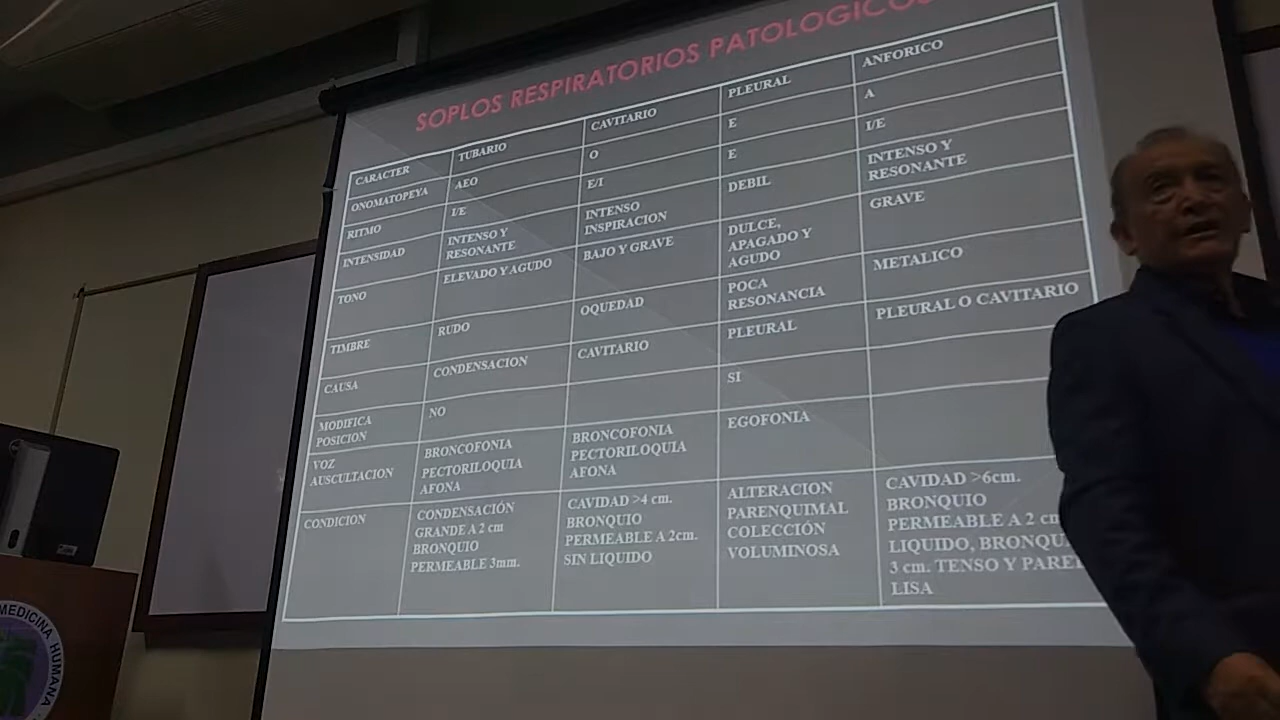 SOPLOS RESPIRATORIOS PATOLOGICOS
CARACTER
TUBARIO
CAVITARIO
PLEURAL
ANFORICO
ONOMATOPEYA
AEO
O
E
A
RITMO
I/E
E/I
E
I/E
INTENSIDAD
INTENSO Y
RESONANTE
INTENSO
INSPIRACION
DEBIL
INTENSO Y
RESONANTE
TONO
ELEVADO Y AGUDO
BAJO Y GRAVE
DULCE,
APAGADO Y
AGUDO
GRAVE
TIMBRE
RUDO
OQUEDAD
POCA
RESONANCIA
METALICO
CAUSA
CONDENSACION
CAVITARIO
PLEURAL
PLEURAL O CAVITARIO
MODIFICA
POSICION
NO
SI
VOZ
AUSCULTACION
BRONCOFONIA
PECTORILOQUIA
AFONA
BRONCOFONIA
PECTORILOQUIA
AFONA
EGOFONIA
CONDICION
CONDENSACIÓN
GRANDE A 2 cm
BRONQUIO
PERMEABLE 3mm.
CAVIDAD >4 cm.
BRONQUIO
PERMEABLE A 2cm.
SIN LIQUIDO
ALTERACION
PARENQUIMAL
COLECCIÓN
VOLUMINOSA
CAVIDAD >6cm.
BRONQUIO
PERMEABLE A 2 cm
LIQUIDO,
3 cm. TENSO Y
LISA
MEDICINA HUMANA